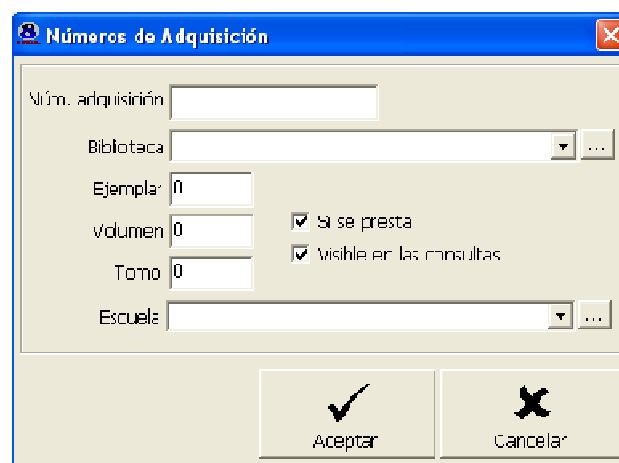 Números de Adquisición
Núm. adquisición
Biblioteca
...
Ejemplar 0
Volumen 0
Si se presta
Tomo 0
Visible en las consultas
Escuela
...
Aceptar
Cancelar